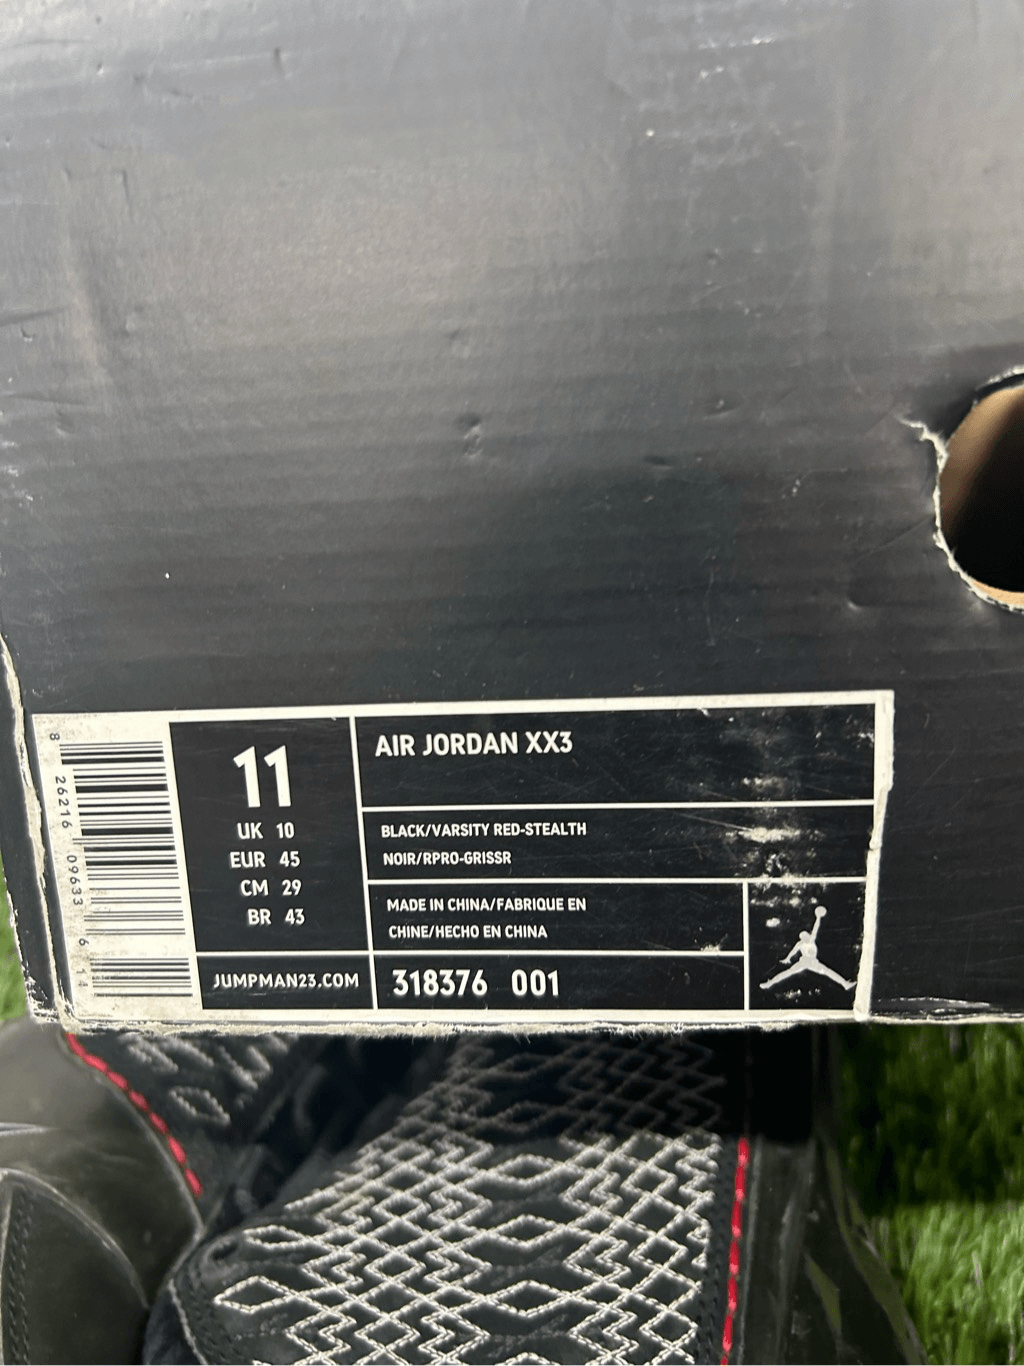 8 26216 09633 6 14
11
UK 10
EUR 45
CM 29
BR 43
JUMPMAN23.COM
AIR JORDAN XX3
BLACK/VARSITY RED-STEALTH
NOIR/RPRO-GRISSR
MADE IN CHINA/FABRIQUE EN
CHINE/HECHO EN CHINA
318376 001